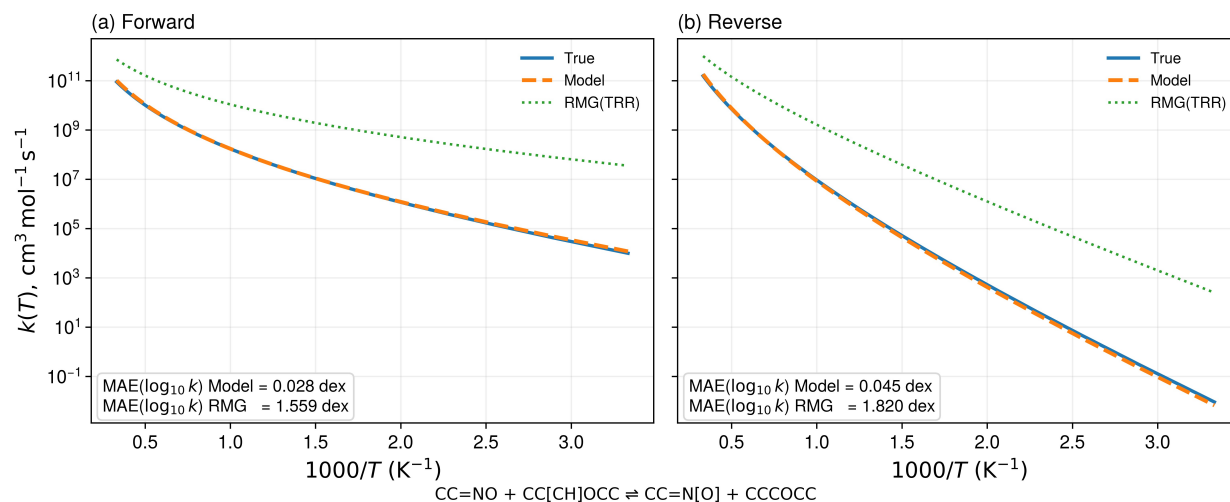 (a) Forward
(b) Reverse
True
Model
RMG(TRR)
True
Model
RMG(TRR)
k(T), cm³ mol⁻¹ s⁻¹
10¹¹
10⁹
10⁷
10⁵
10³
10¹
10⁻¹
MAE(log₁₀ k) Model = 0.028 dex
MAE(log₁₀ k) RMG = 1.559 dex
MAE(log₁₀ k) Model = 0.045 dex
MAE(log₁₀ k) RMG = 1.820 dex
0.5 1.0 1.5 2.0 2.5 3.0
0.5 1.0 1.5 2.0 2.5 3.0
1000/T (K⁻¹)
1000/T (K⁻¹)
CC=NO + CC[CH]OCC ⇌ CC=N[O] + CCCOCC